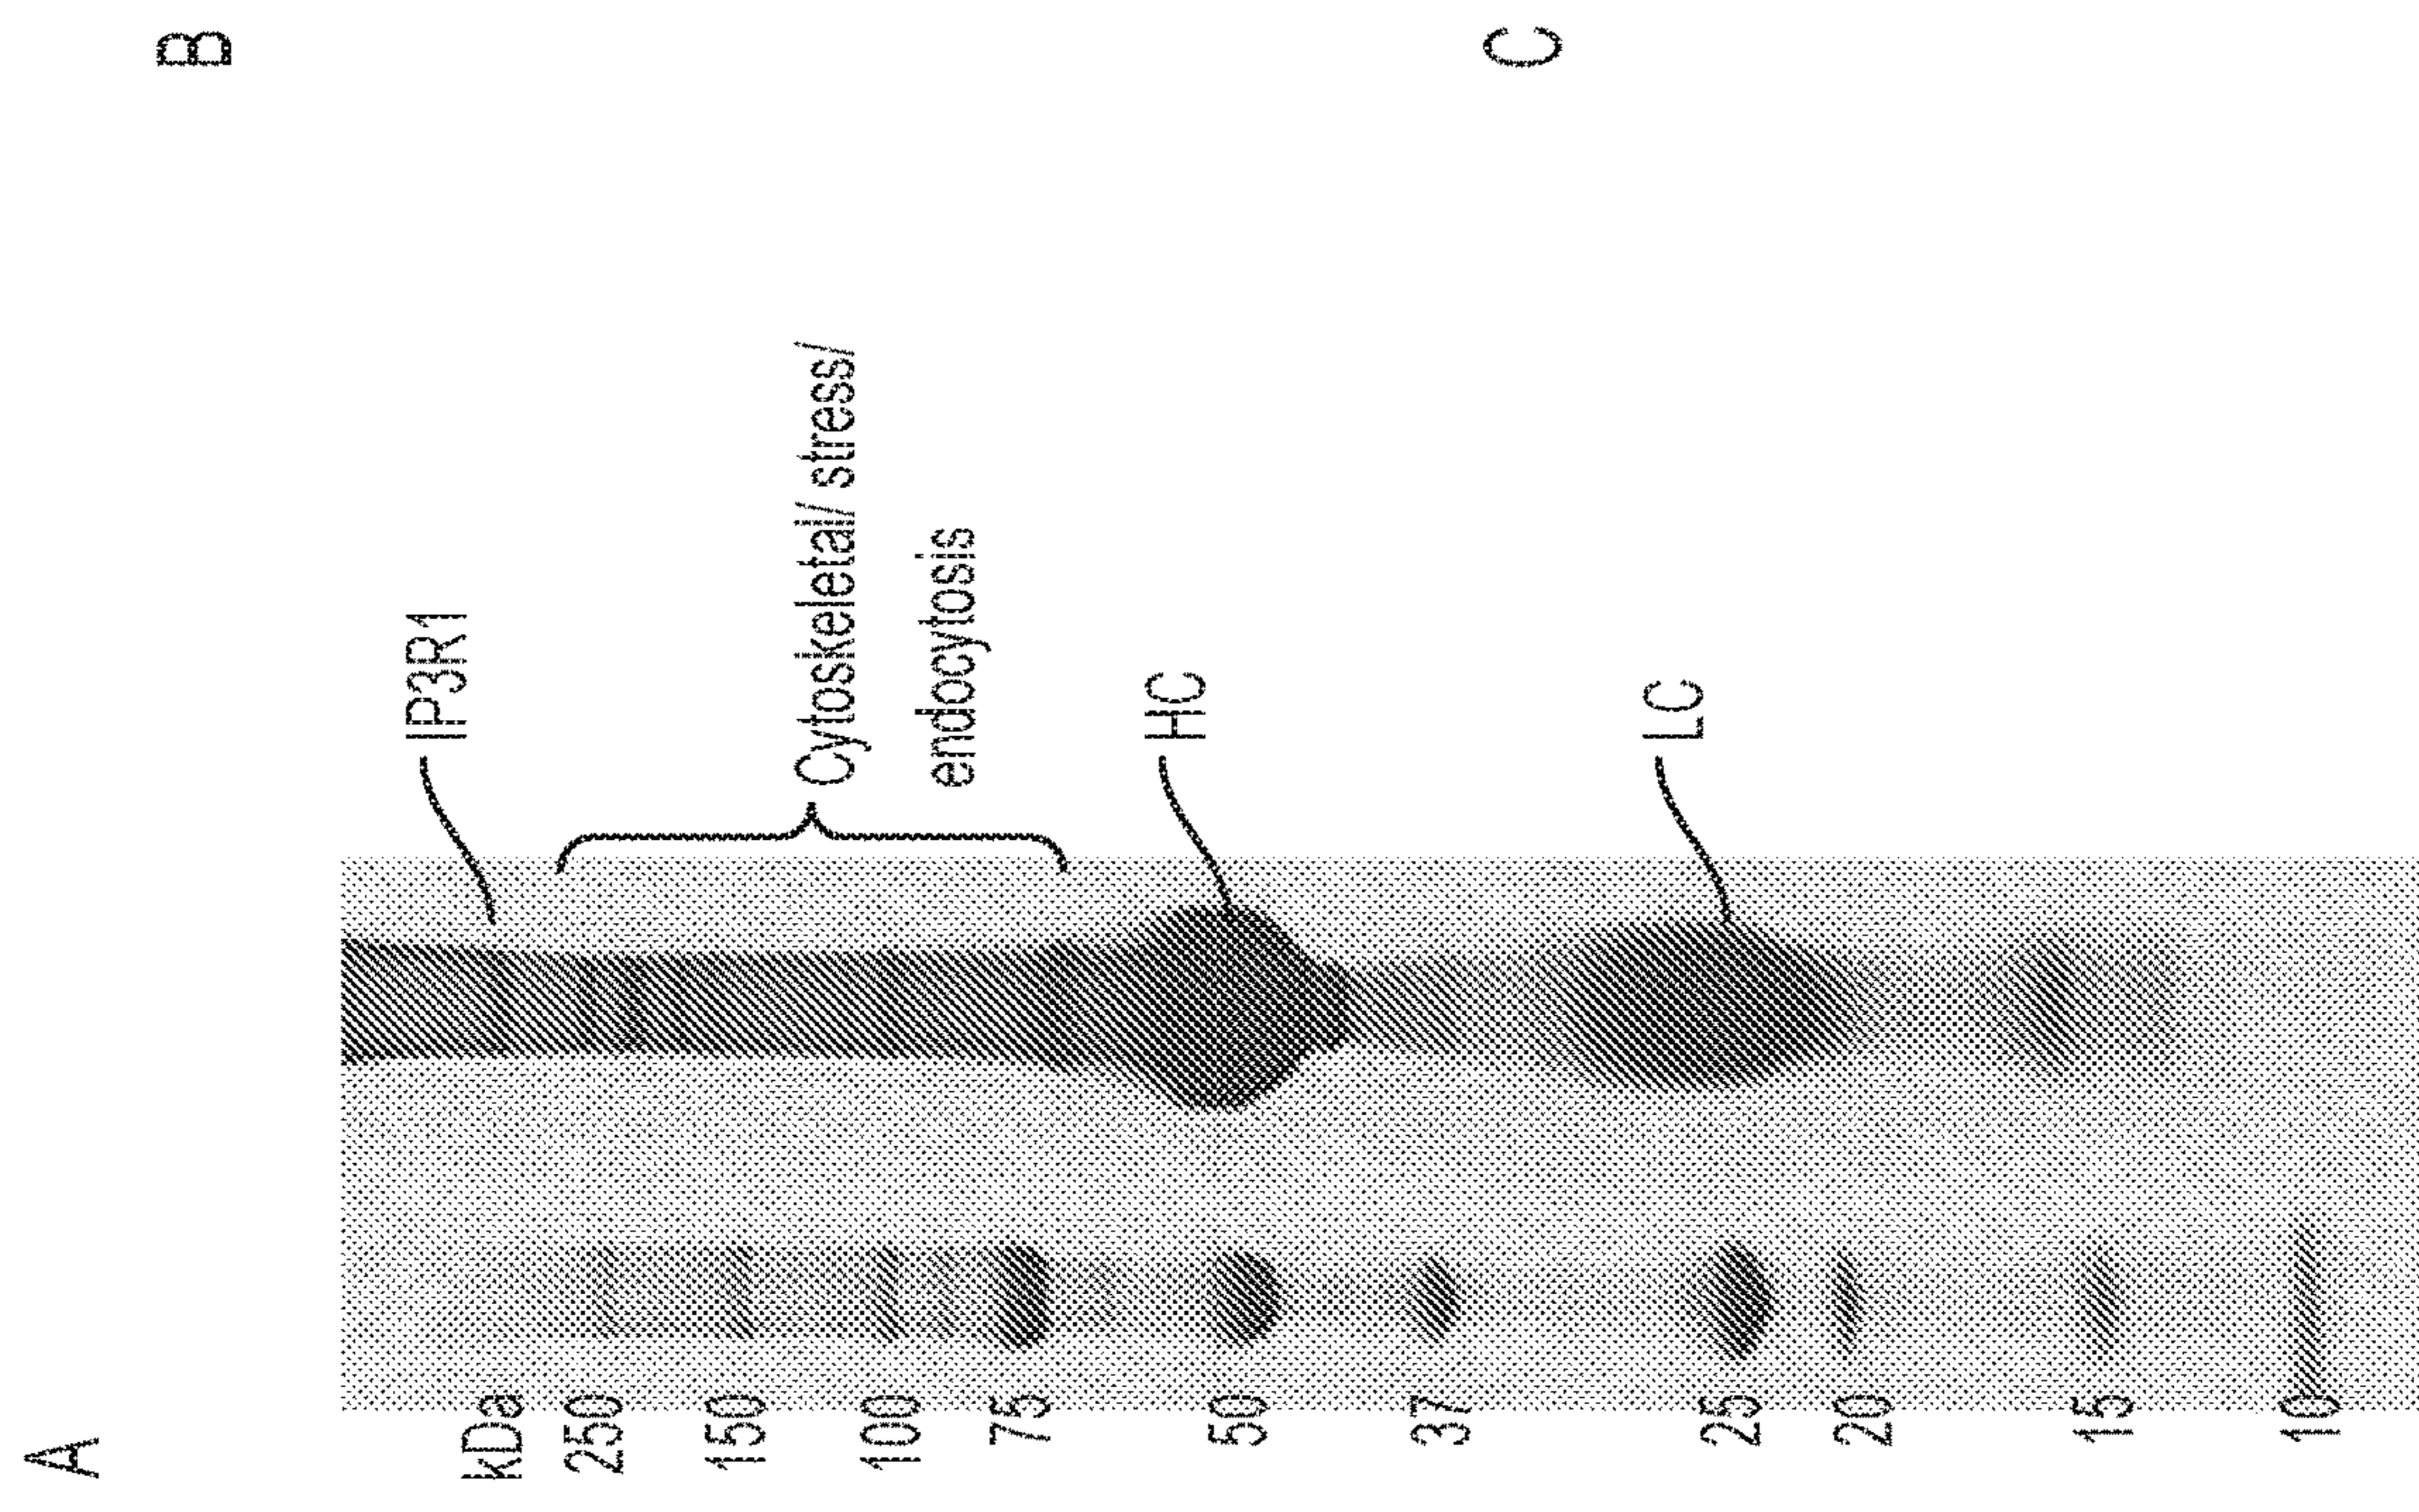 A
B
kDa
250
150
100
75
50
37
25
20
15
10
IP3R1
Cytoskeletal/ stress/
endocytosis
HC
LC
C